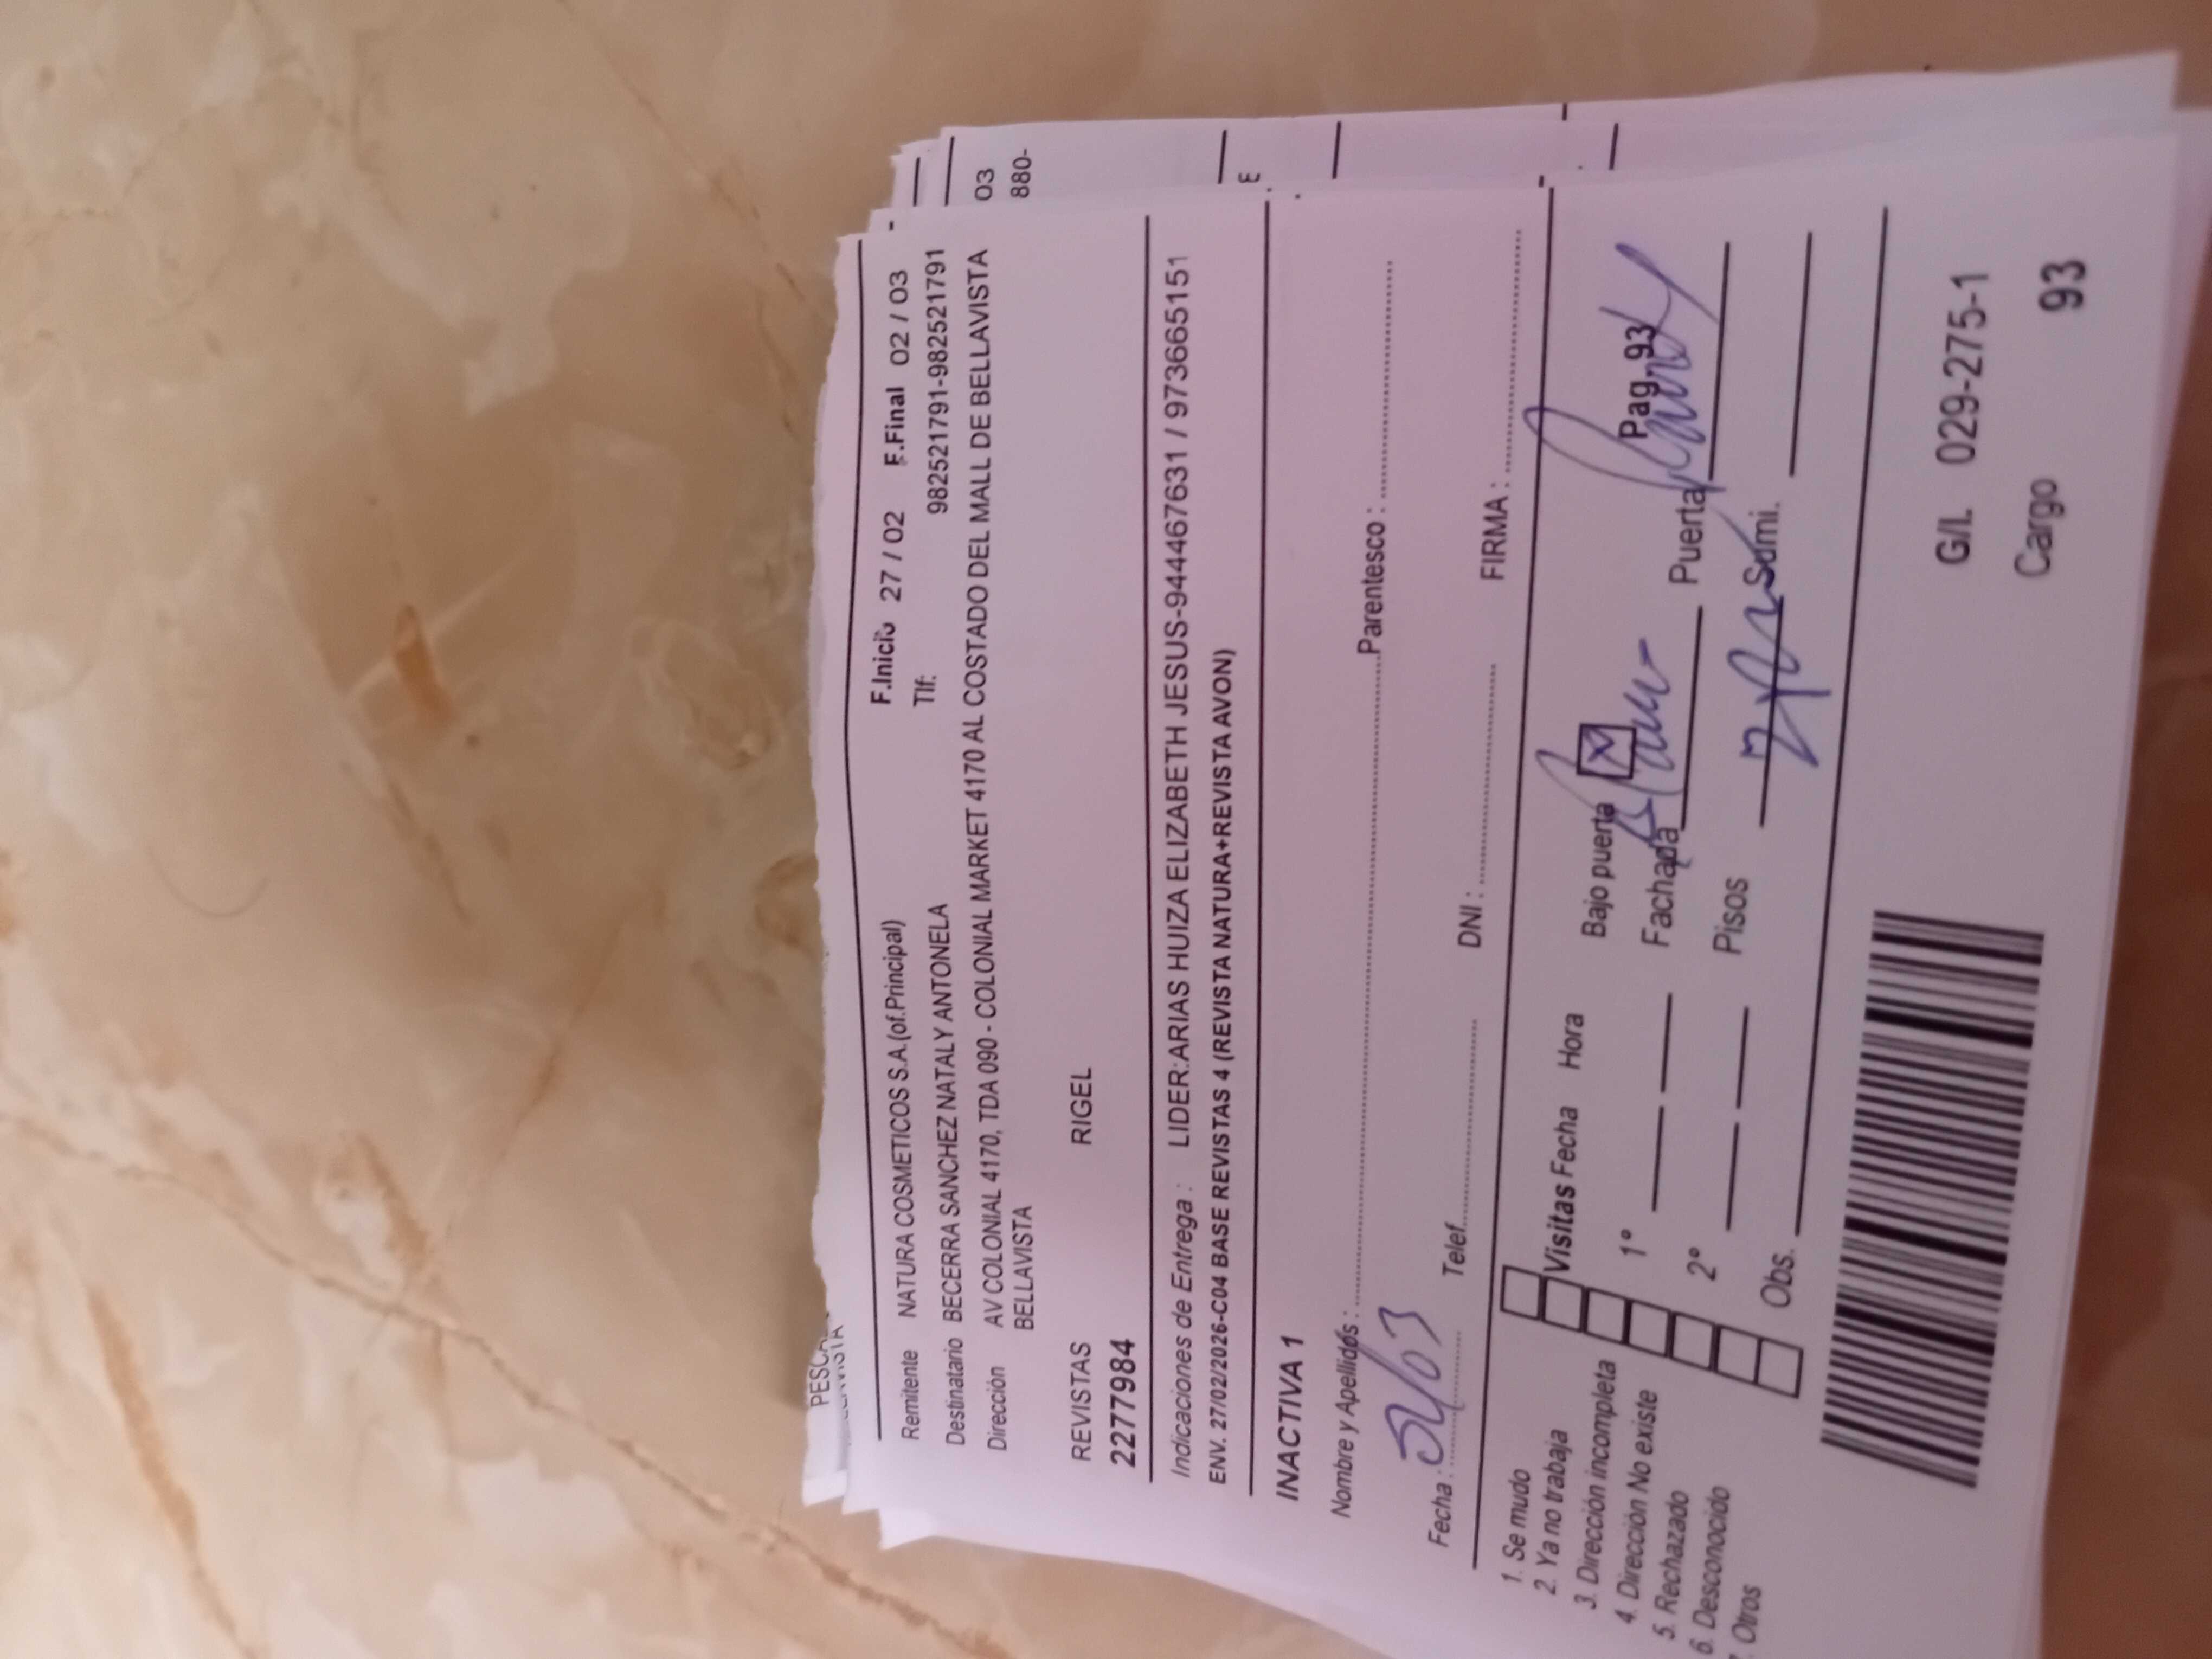 PESCA
F.Inicio 27 / 02 F.Final 02 / 03 -
Remitente NATURA COSMETICOS S.A.(of.Principal) Tlf: 982521791-982521791
Destinatario BECERRA SANCHEZ NATALY ANTONELA
Dirección AV COLONIAL 4170, TDA 090 - COLONIAL MARKET 4170 AL COSTADO DEL MALL DE BELLAVISTA
BELLAVISTA
03
880-
REVISTAS RIGEL
22777984
Indicaciones de Entrega : LIDER:ARIAS HUIZA ELIZABETH JESUS-944467631 / 973665151
ENV. 27/02/2026-C04 BASE REVISTAS 4 (REVISTA NATURA+REVISTA AVON)
INACTIVA 1
Nombre y Apellidos : Parentesco :
Fecha : Telef. DNI : FIRMA :
1. Se mudo
2. Ya no trabaja
3. Dirección incompleta
4. Dirección No existe
5. Rechazado
6. Desconocido
Otros
Visitas Fecha Hora
1°
2°
Obs.
Bajo puerta X Pag-93
Fachada Puerta
Pisos Sumi.
G/L 029-275-1
Cargo 93